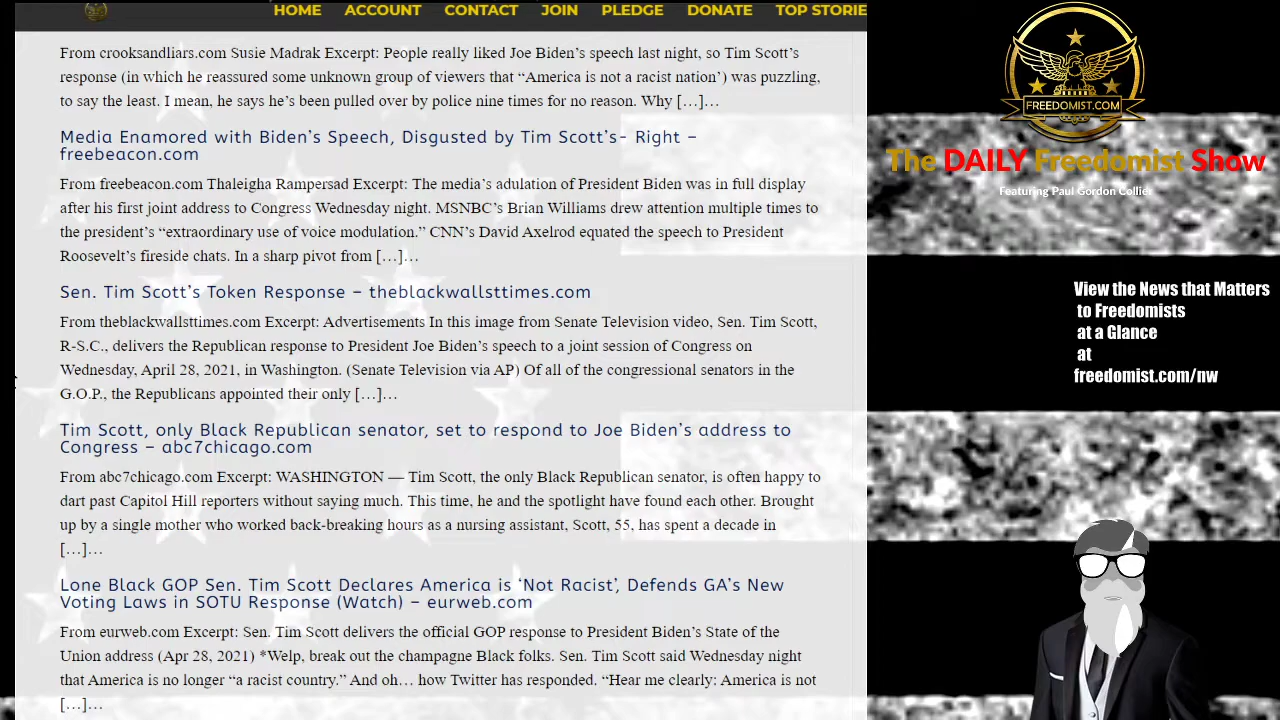 HOME ACCOUNT CONTACT JOIN PLEDGE DONATE TOP STORIE
From crooksandliars.com Susie Madrak Excerpt: People really liked Joe Biden’s speech last night, so Tim Scott’s
response (in which he reassured some unknown group of viewers that “America is not a racist nation’) was puzzling,
to say the least. I mean, he says he’s been pulled over by police nine times for no reason. Why […]…
Media Enamored with Biden’s Speech, Disgusted by Tim Scott’s- Right –
freebeacon.com
From freebeacon.com Thaleigha Rampersad Excerpt: The media’s adulation of President Biden was in full display
after his first joint address to Congress Wednesday night. MSNBC’s Brian Williams drew attention multiple times to
the president’s “extraordinary use of voice modulation.” CNN’s David Axelrod equated the speech to President
Roosevelt’s fireside chats. In a sharp pivot from […]…
Sen. Tim Scott’s Token Response – theblackwallsttimes.com
From theblackwallsttimes.com Excerpt: Advertisements In this image from Senate Television video, Sen. Tim Scott,
R-S.C., delivers the Republican response to President Joe Biden’s speech to a joint session of Congress on
Wednesday, April 28, 2021, in Washington. (Senate Television via AP) Of all of the congressional senators in the
G.O.P., the Republicans appointed their only […]…
Tim Scott, only Black Republican senator, set to respond to Joe Biden’s address to
Congress – abc7chicago.com
From abc7chicago.com Excerpt: WASHINGTON — Tim Scott, the only Black Republican senator, is often happy to
dart past Capitol Hill reporters without saying much. This time, he and the spotlight have found each other. Brought
up by a single mother who worked back-breaking hours as a nursing assistant, Scott, 55, has spent a decade in
[…]…
Lone Black GOP Sen. Tim Scott Declares America is ‘Not Racist’, Defends GA’s New
Voting Laws in SOTU Response (Watch) – eurweb.com
From eurweb.com Excerpt: Sen. Tim Scott delivers the official GOP response to President Biden’s State of the
Union address (Apr 28, 2021) *Welp, break out the champagne Black folks. Sen. Tim Scott said Wednesday night
that America is no longer “a racist country.” And oh… how Twitter has responded. “Hear me clearly: America is not
[…]…
FREEDOMIST.COM
The DAILY Freedomist Show
Featuring Paul Gordon Collier
View the News that Matters
to Freedomists
at a Glance
at
freedomist.com/nw